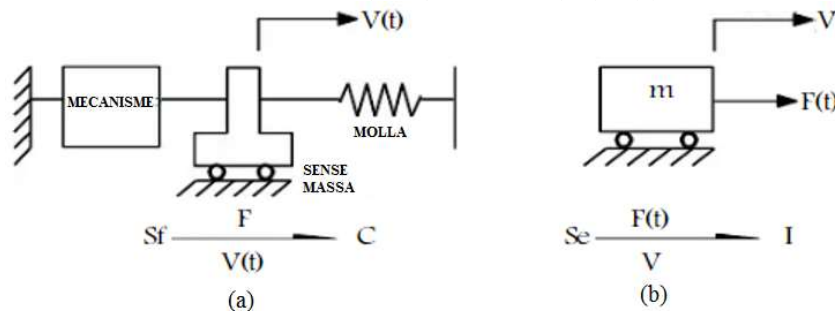 V(t)
MECANISME
MOLLA
SENSE
MASSA
F
Sf C
V(t)
(a)
V
m
F(t)
F(t)
Se I
V
(b)